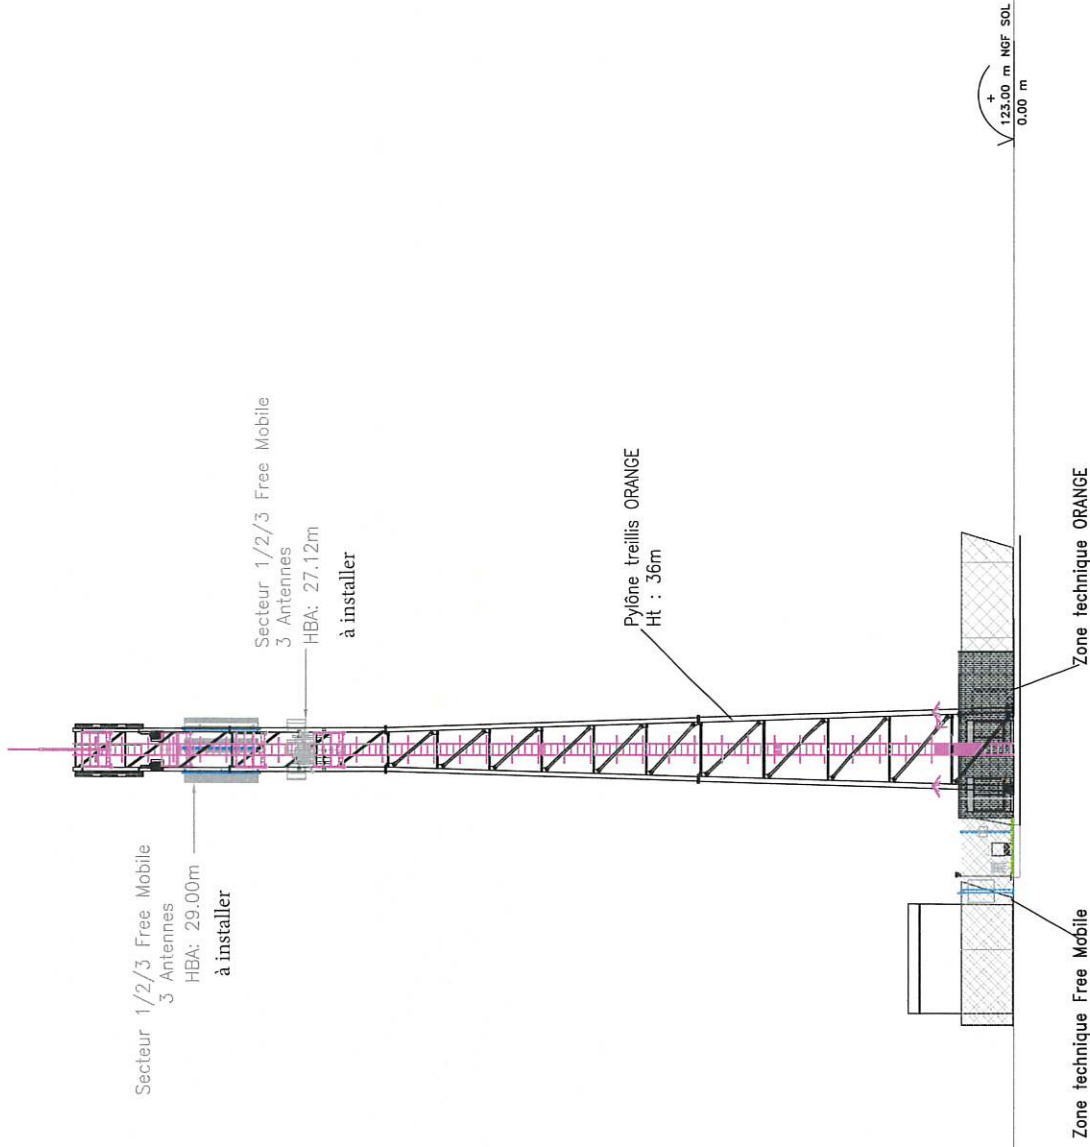 Secteur 1/2/3 Free Mobile
3 Antennes
HBA: 29.00m
à installer
Secteur 1/2/3 Free Mobile
3 Antennes
HBA: 27.12m
à installer
Pylône treillis ORANGE
Ht : 36m
+
123.00 m NGF SOL
0.00 m
Zone technique Free Mobile
Zone technique ORANGE